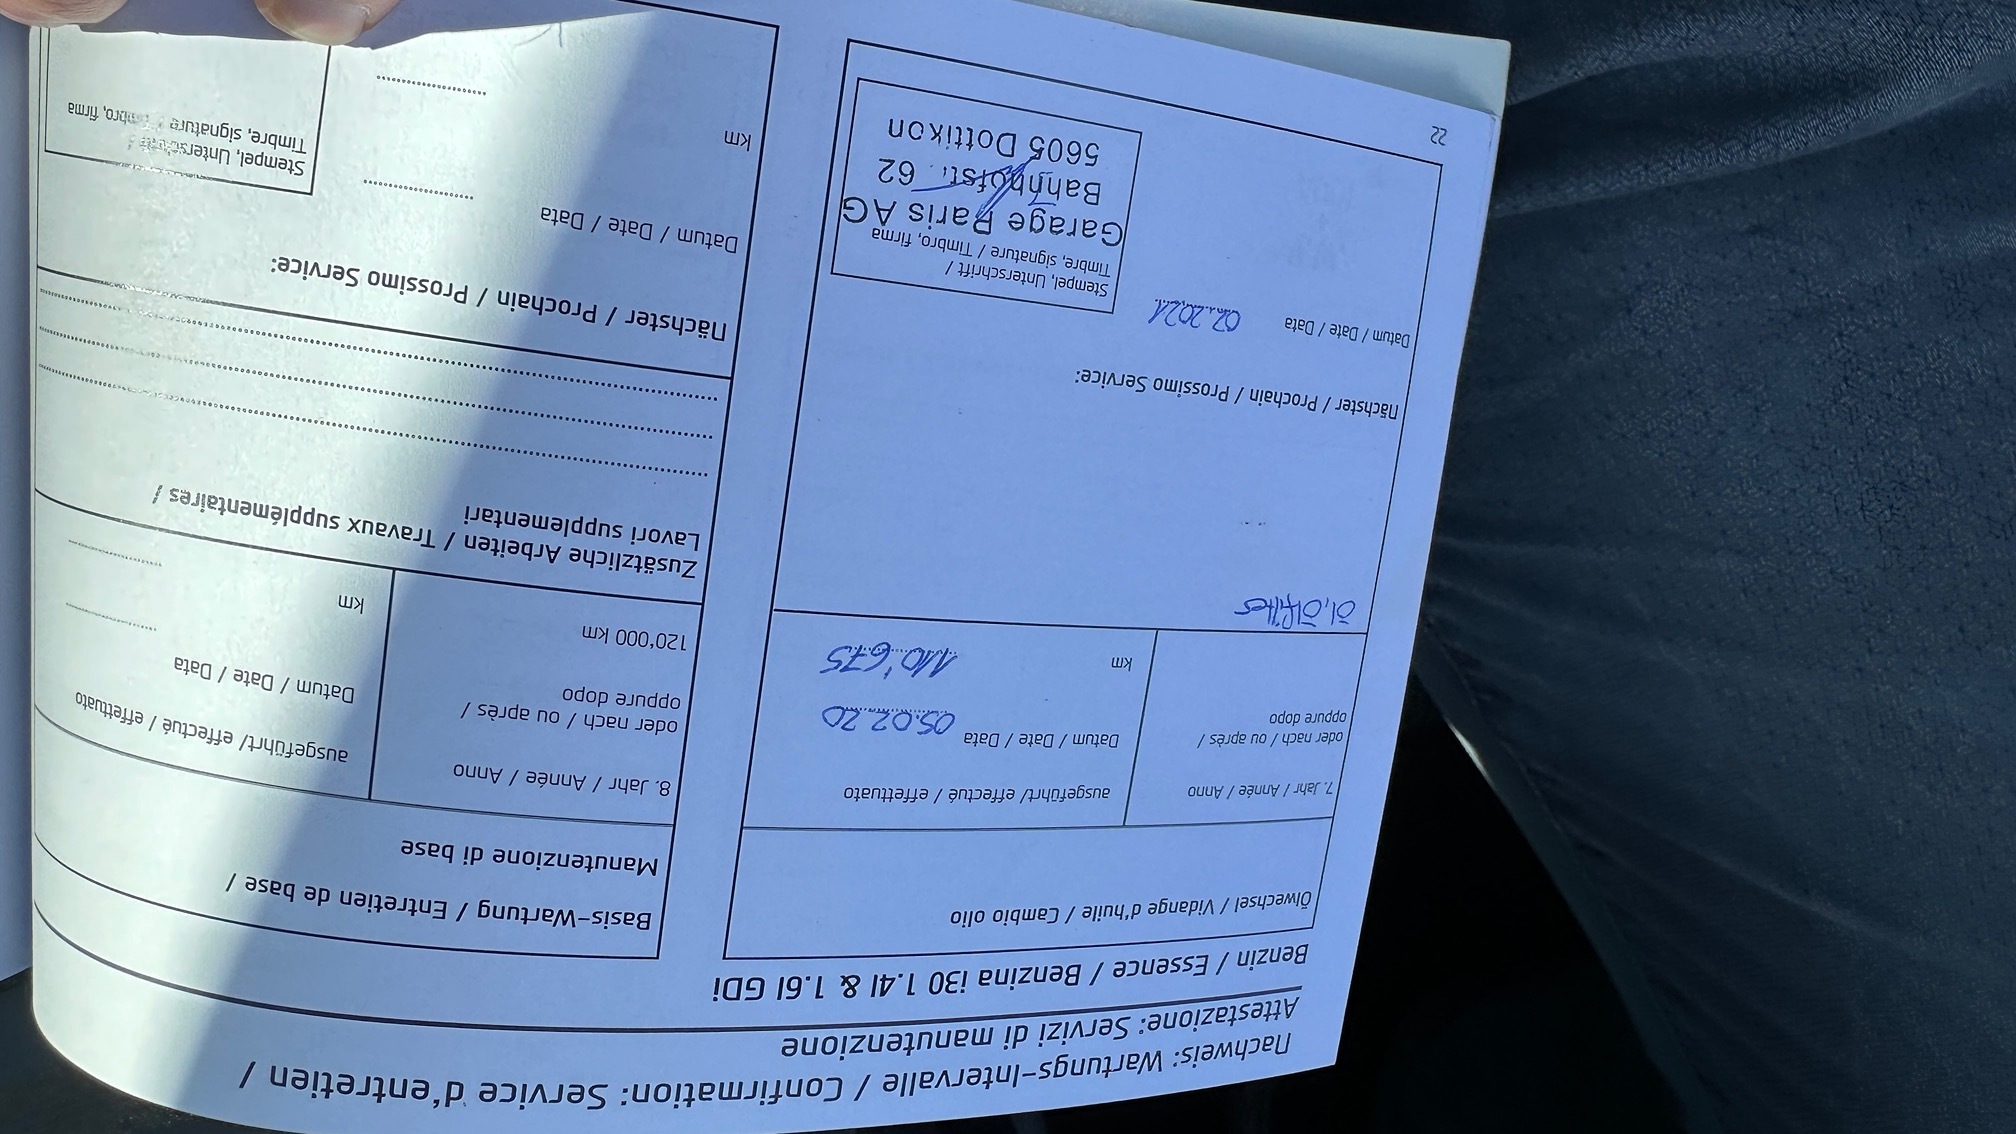 Nachweis: Wartungs-Intervalle / Confirmation: Service d'entretien /
Attestazione: Servizi di manutenzione
Benzin / Essence / Benzina i30 1.4l & 1.6l GDi
Ölwechsel / Vidange d'huile / Cambio olio
7. Jahr / Année / Anno
oder nach / ou après /
oppure dopo
ausgeführt/ effectué / effettuato
Datum / Date / Data 05.02.20
km 110'675
Öl, Ölfilter
Nächster / Prochain / Prossimo Service:
Datum / Date / Data 02.2021
Stempel, Unterschrift /
Timbre, signature / Timbro, firma
Garage Paris AG
Bahnhofst. 62
5605 Dottikon
22
Basis-Wartung / Entretien de base /
Manutenzione di base
8. Jahr / Année / Anno
oder nach / ou après /
oppure dopo
120'000 km
ausgeführt/ effectué / effettuato
Datum / Date / Data
km
Zusätzliche Arbeiten / Travaux supplémentaires /
Lavori supplementari
Nächster / Prochain / Prossimo Service:
Datum / Date / Data
km
Stempel,
Timbre, signature / firma